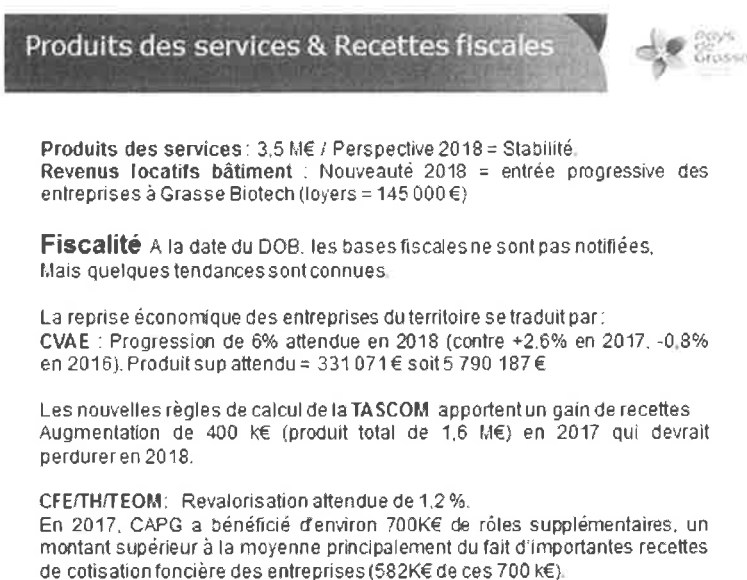 Produits des services & Recettes fiscales
Pays
de
Grasse
Produits des services : 3,5 M€ / Perspective 2018 = Stabilité.
Revenus locatifs bâtiment : Nouveauté 2018 = entrée progressive des
entreprises à Grasse Biotech (loyers = 145 000 €)
Fiscalité A la date du DOB, les bases fiscales ne sont pas notifiées,
Mais quelques tendances sont connues.
La reprise économique des entreprises du territoire se traduit par :
CVAE : Progression de 6% attendue en 2018 (contre +2,6% en 2017, -0,8%
en 2016). Produit sup attendu = 331 071 € soit 5 790 187 €
Les nouvelles règles de calcul de la TASCOM apportent un gain de recettes
Augmentation de 400 k€ (produit total de 1,6 M€) en 2017 qui devrait
perdurer en 2018.
CFE/TH/TEOM : Revalorisation attendue de 1,2 %.
En 2017, CAPG a bénéficié d'environ 700K€ de rôles supplémentaires, un
montant supérieur à la moyenne principalement du fait d'importantes recettes
de cotisation foncière des entreprises (582K€ de ces 700 k€).